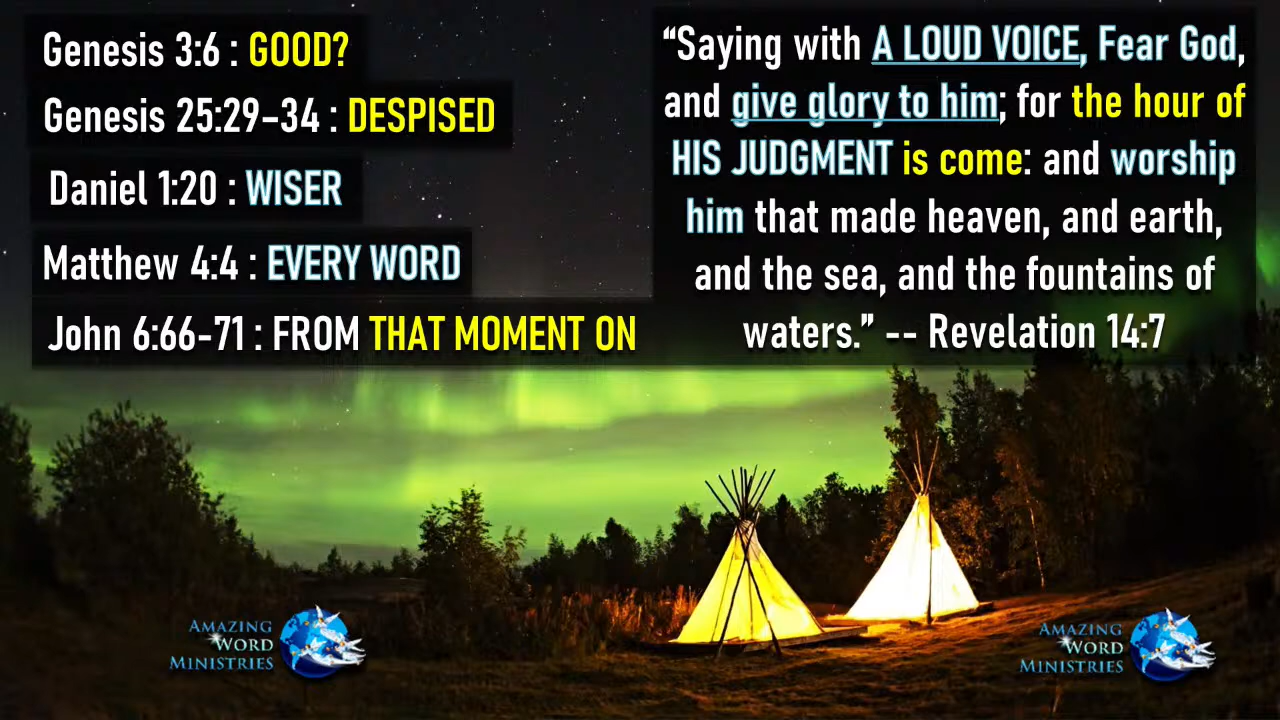 Genesis 3:6 : GOOD?
Genesis 25:29-34 : DESPISED
Daniel 1:20 : WISER
Matthew 4:4 : EVERY WORD
John 6:66-71 : FROM THAT MOMENT ON
“Saying with A LOUD VOICE, Fear God,
and give glory to him; for the hour of
HIS JUDGMENT is come: and worship
him that made heaven, and earth,
and the sea, and the fountains of
waters.” -- Revelation 14:7
AMAZING
WORD
MINISTRIES
AMAZING
WORD
MINISTRIES